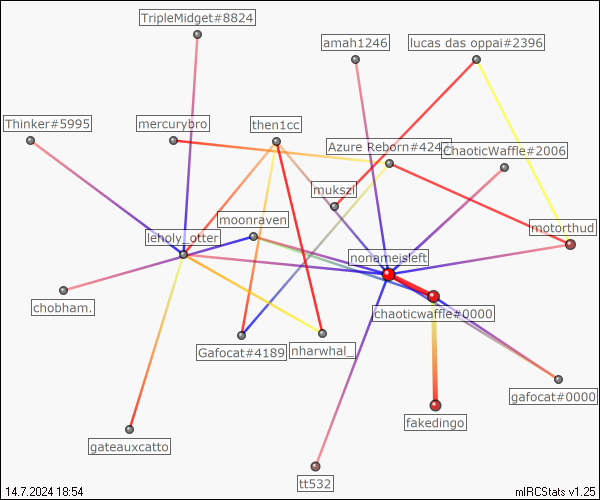 TripleMidget#8824
amah1246
lucas das oppai#2396
Thinker#5995
mercurybro
then1cc
Azure Reborn#424
ChaoticWaffle#2006
mukszi
moonraven
motorthud
leholy_otter
nonameisleft
chobham.
chaoticwaffle#0000
Gafocat#4189
nharwhal_
gafocat#0000
fakedingo
gateauxcatto
tt532
14.7.2024 18:54
mIRCStats v1.25